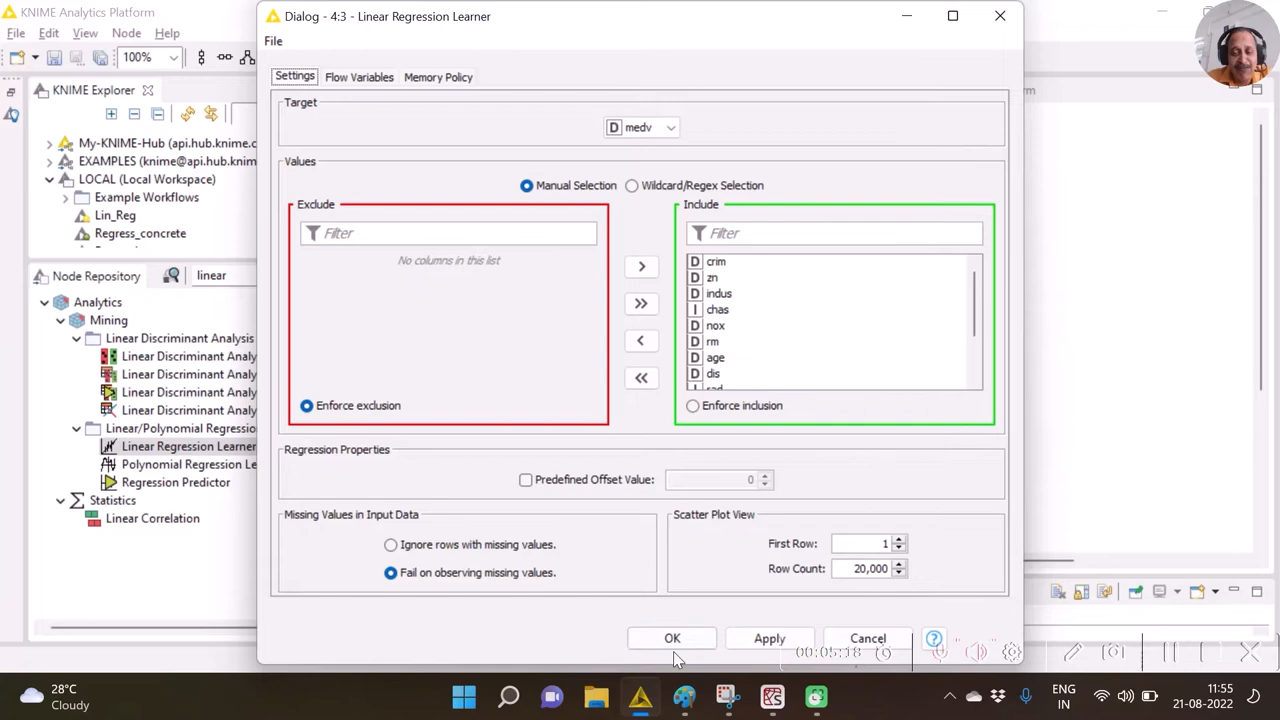 KNIME Analytics Platform
Dialog - 4:3 - Linear Regression Learner
File Edit View Node Help
File
100%
Settings Flow Variables Memory Policy
KNIME Explorer
Target
D medv
My-KNIME-Hub (api.hub.knime.c
EXAMPLES (knime@api.hub.knim
LOCAL (Local Workspace)
Example Workflows
Lin_Reg
Regress_concrete
Values
Manual Selection Wildcard/Regex Selection
Exclude
Filter
No columns in this list
Enforce exclusion
Include
Filter
D crim
D zn
D indus
I chas
D nox
D rm
D age
D dis
I rad
Enforce inclusion
Node Repository linear
Analytics
Mining
Linear Discriminant Analysis
Linear Discriminant Analy
Linear Discriminant Analy
Linear Discriminant Analy
Linear Discriminant Analy
Linear/Polynomial Regressio
Linear Regression Learner
Polynomial Regression Le
Regression Predictor
Statistics
Linear Correlation
Regression Properties
Predefined Offset Value: 0
Missing Values in Input Data
Ignore rows with missing values.
Fail on observing missing values.
Scatter Plot View
First Row: 1
Row Count: 20,000
OK Apply Cancel ?
00:05:18
28°C
Cloudy
ENG
IN
11:55
21-08-2022